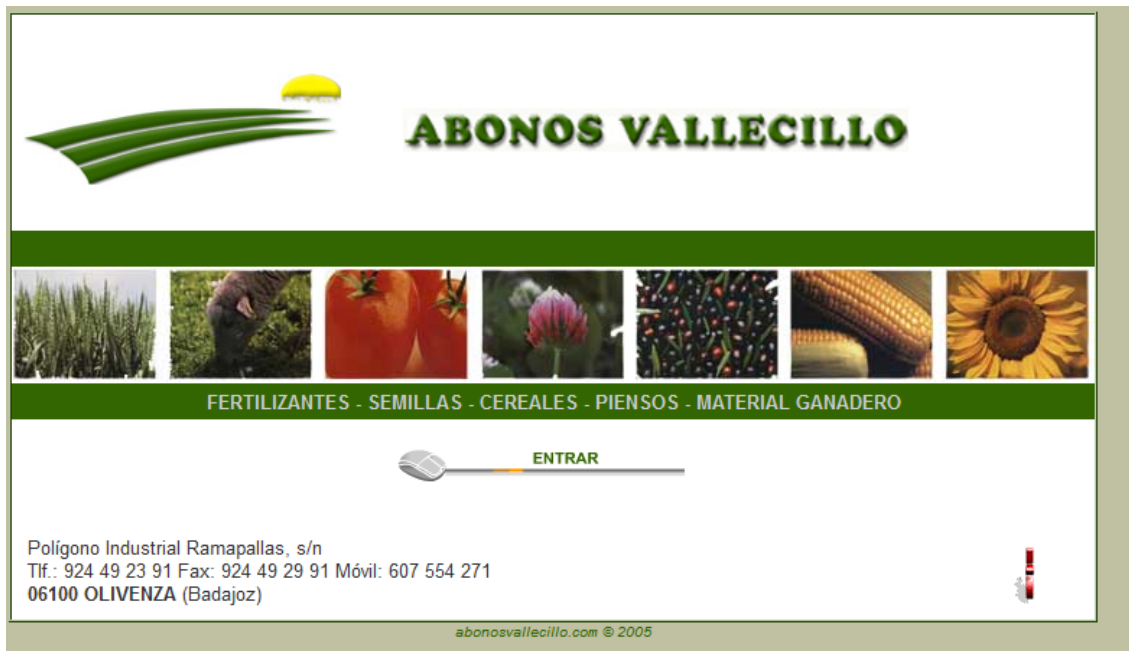 ABONOS VALLECILLO
FERTILIZANTES - SEMILLAS - CEREALES - PIENSOS - MATERIAL GANADERO
ENTRAR
Polígono Industrial Ramapallas, s/n
Tlf.: 924 49 23 91 Fax: 924 49 29 91 Móvil: 607 554 271
06100 OLIVENZA (Badajoz)
abonosvallecillo.com © 2005